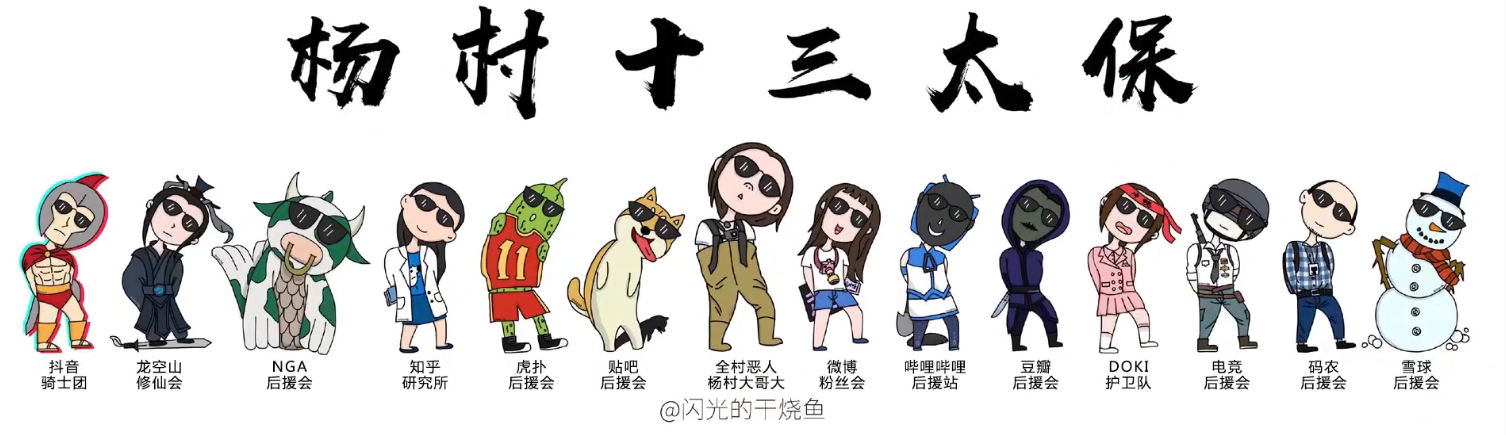 杨村十三太保
11
抖音
骑士团
龙空山
修仙会
NGA
后援会
知乎
研究所
虎扑
后援会
贴吧
后援会
全村恶人
杨村大哥大
微博
粉丝会
哔哩哔哩
后援站
豆瓣
后援会
DOKI
护卫队
电竞
后援会
码农
后援会
雪球
后援会
@闪光的干烧鱼